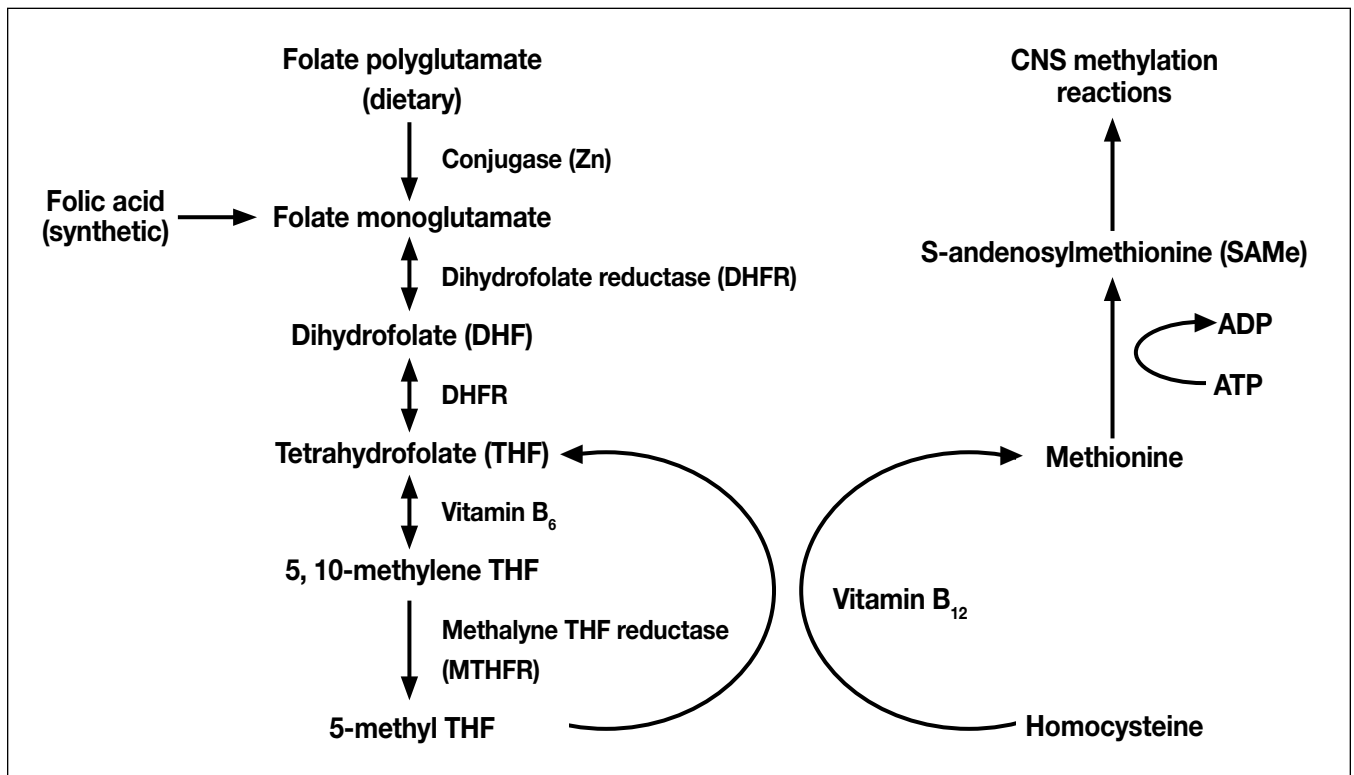 Folate polyglutamate
(dietary)
Conjugase (Zn)
Folic acid
(synthetic)
Folate monoglutamate
Dihydrofolate reductase (DHFR)
Dihydrofolate (DHF)
DHFR
Tetrahydrofolate (THF)
Vitamin B6
5, 10-methylene THF
Methalyne THF reductase
(MTHFR)
5-methyl THF
CNS methylation
reactions
S-andenosylmethionine (SAMe)
ADP
ATP
Methionine
Vitamin B12
Homocysteine